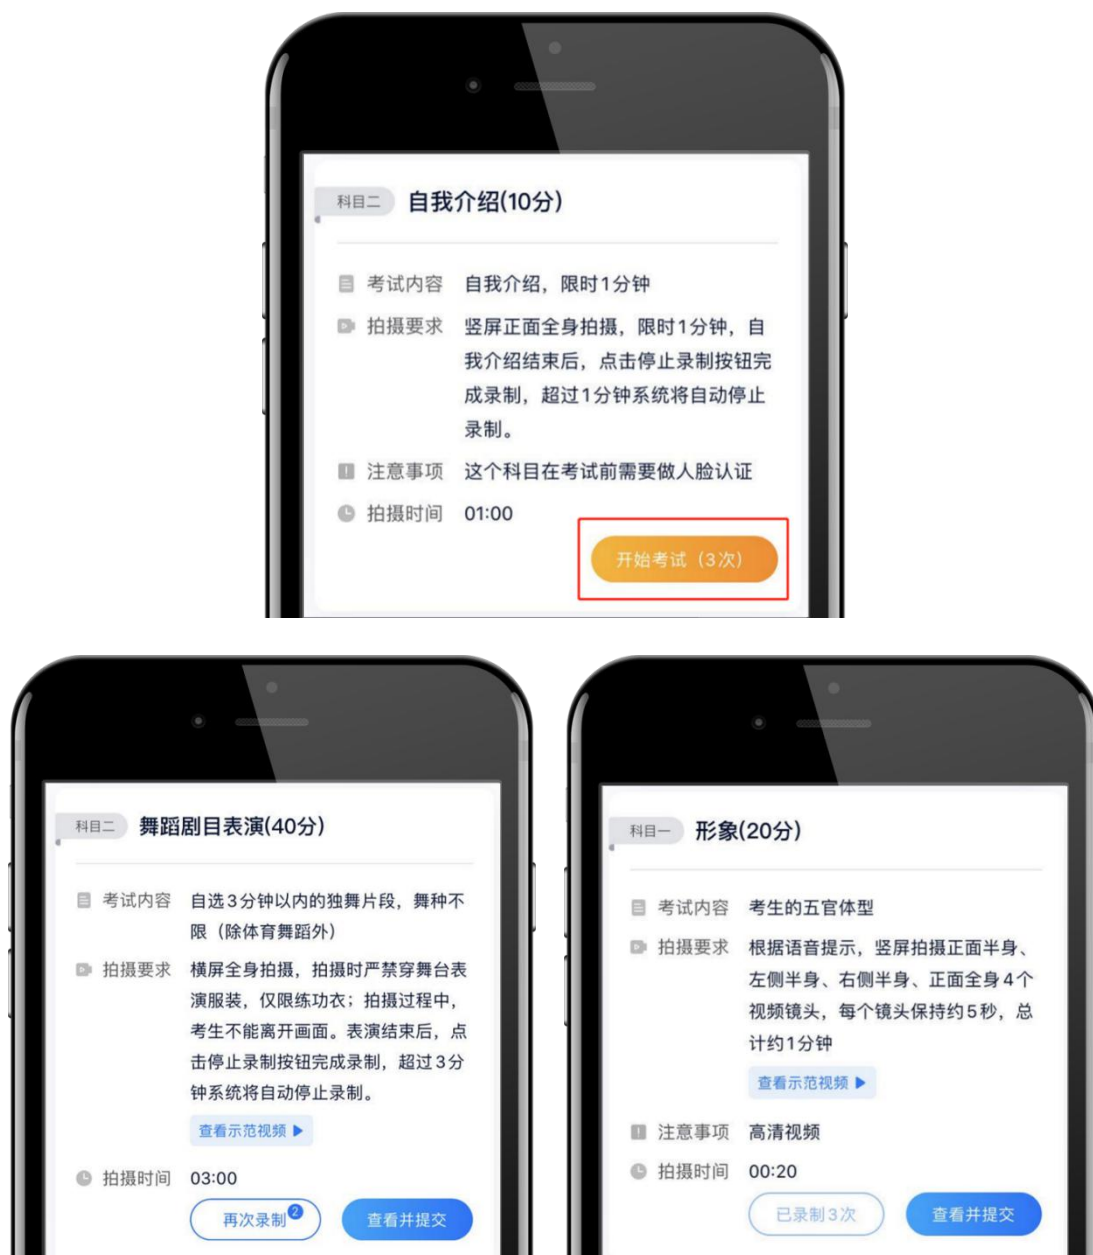 科目二 自我介绍(10分)
考试内容 自我介绍，限时1分钟
拍摄要求 竖屏正面全身拍摄，限时1分钟，自
我介绍结束后，点击停止录制按钮完
成录制，超过1分钟系统将自动停止
录制。
注意事项 这个科目在考试前需要做人脸认证
拍摄时间 01:00
开始考试（3次）
科目二 舞蹈剧目表演(40分)
考试内容 自选3分钟以内的独舞片段，舞种不
限（除体育舞蹈外）
拍摄要求 横屏全身拍摄，拍摄时严禁穿舞台表
演服装，仅限练功衣；拍摄过程中，
考生不能离开画面。表演结束后，点
击停止录制按钮完成录制，超过3分
钟系统将自动停止录制。
查看示范视频
拍摄时间 03:00
再次录制 2 查看并提交
科目一 形象(20分)
考试内容 考生的五官体型
拍摄要求 根据语音提示，竖屏拍摄正面半身、
左侧半身、右侧半身、正面全身4个
视频镜头，每个镜头保持约5秒，总
计约1分钟
查看示范视频
注意事项 高清视频
拍摄时间 00:20
已录制3次 查看并提交